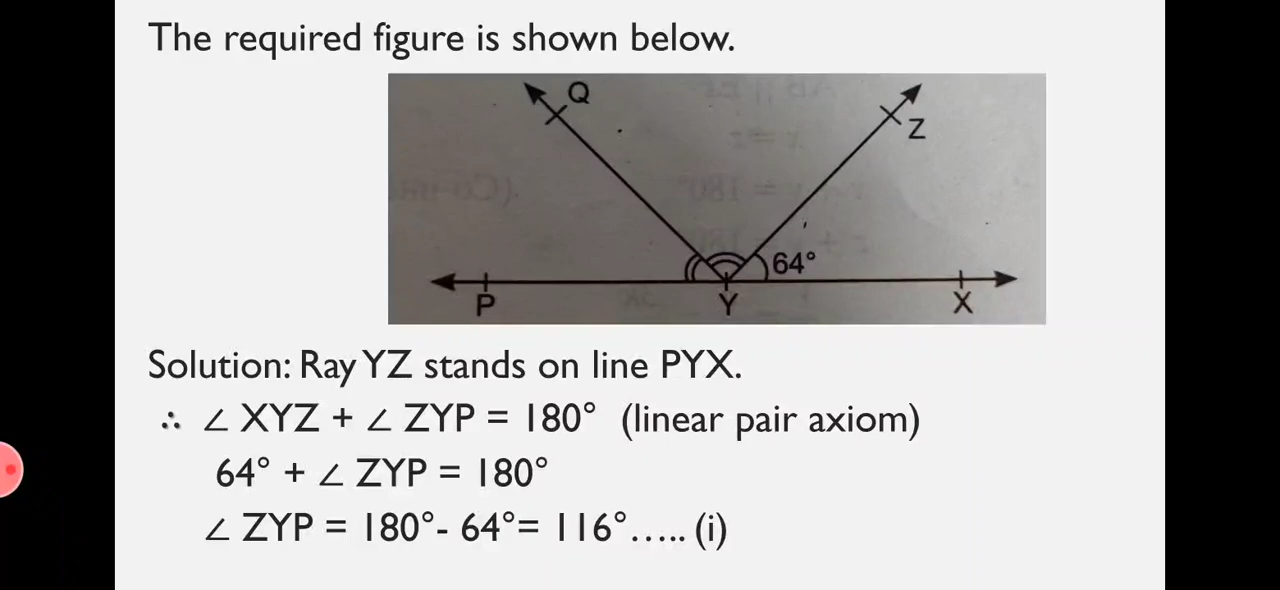 The required figure is shown below.
Q
Z
64°
P
Y
X
Solution: Ray YZ stands on line PYX.
∴ ∠ XYZ + ∠ ZYP = 180° (linear pair axiom)
64° + ∠ ZYP = 180°
∠ ZYP = 180°- 64°= 116°..... (i)